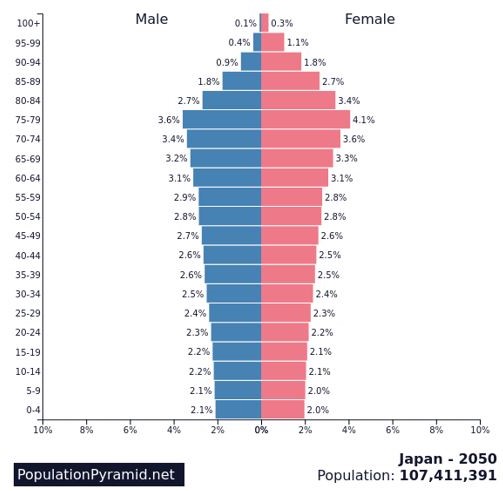 Male Female
100+ 0.1% 0.3%
95-99 0.4% 1.1%
90-94 0.9% 1.8%
85-89 1.8% 2.7%
80-84 2.7% 3.4%
75-79 3.6% 4.1%
70-74 3.4% 3.6%
65-69 3.2% 3.3%
60-64 3.1% 3.1%
55-59 2.9% 2.8%
50-54 2.8% 2.8%
45-49 2.7% 2.6%
40-44 2.6% 2.5%
35-39 2.6% 2.5%
30-34 2.5% 2.4%
25-29 2.4% 2.3%
20-24 2.3% 2.2%
15-19 2.2% 2.1%
10-14 2.2% 2.1%
5-9 2.1% 2.0%
0-4 2.1% 2.0%
10% 8% 6% 4% 2% 0% 2% 4% 6% 8% 10%
Japan - 2050
PopulationPyramid.net Population: 107,411,391